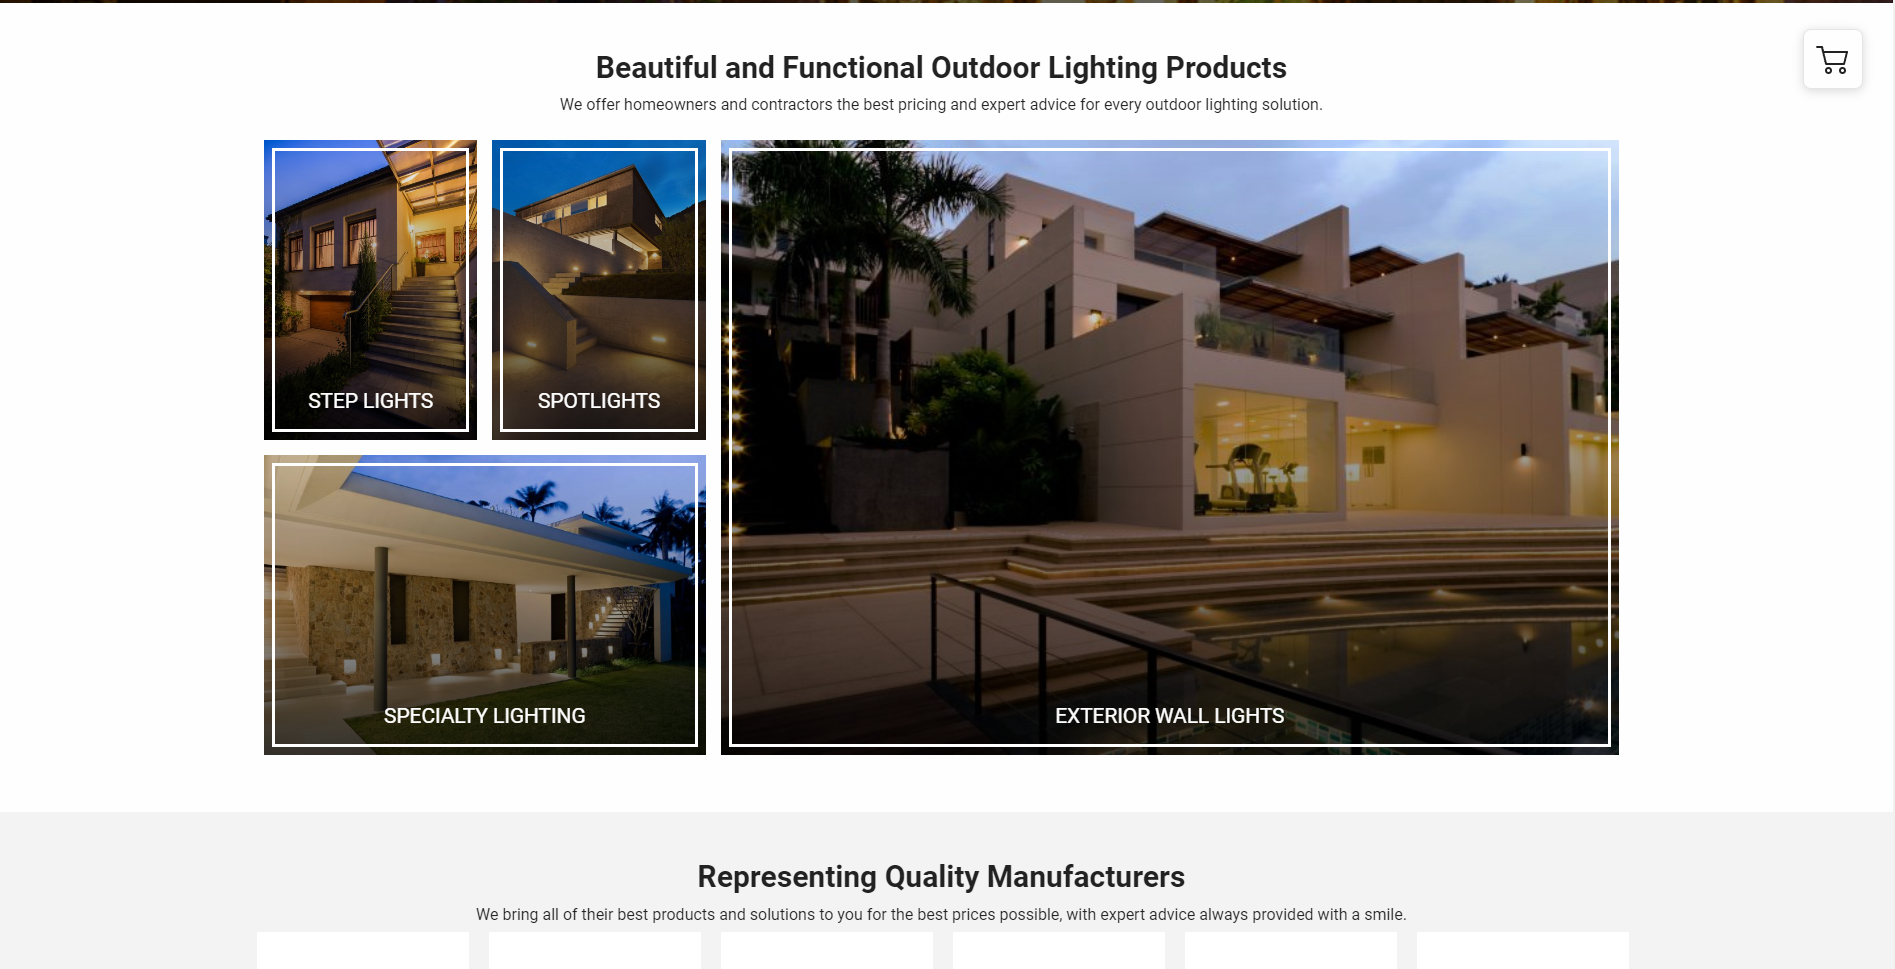 Beautiful and Functional Outdoor Lighting Products
We offer homeowners and contractors the best pricing and expert advice for every outdoor lighting solution.
STEP LIGHTS
SPOTLIGHTS
SPECIALTY LIGHTING
EXTERIOR WALL LIGHTS
Representing Quality Manufacturers
We bring all of their best products and solutions to you for the best prices possible, with expert advice always provided with a smile.